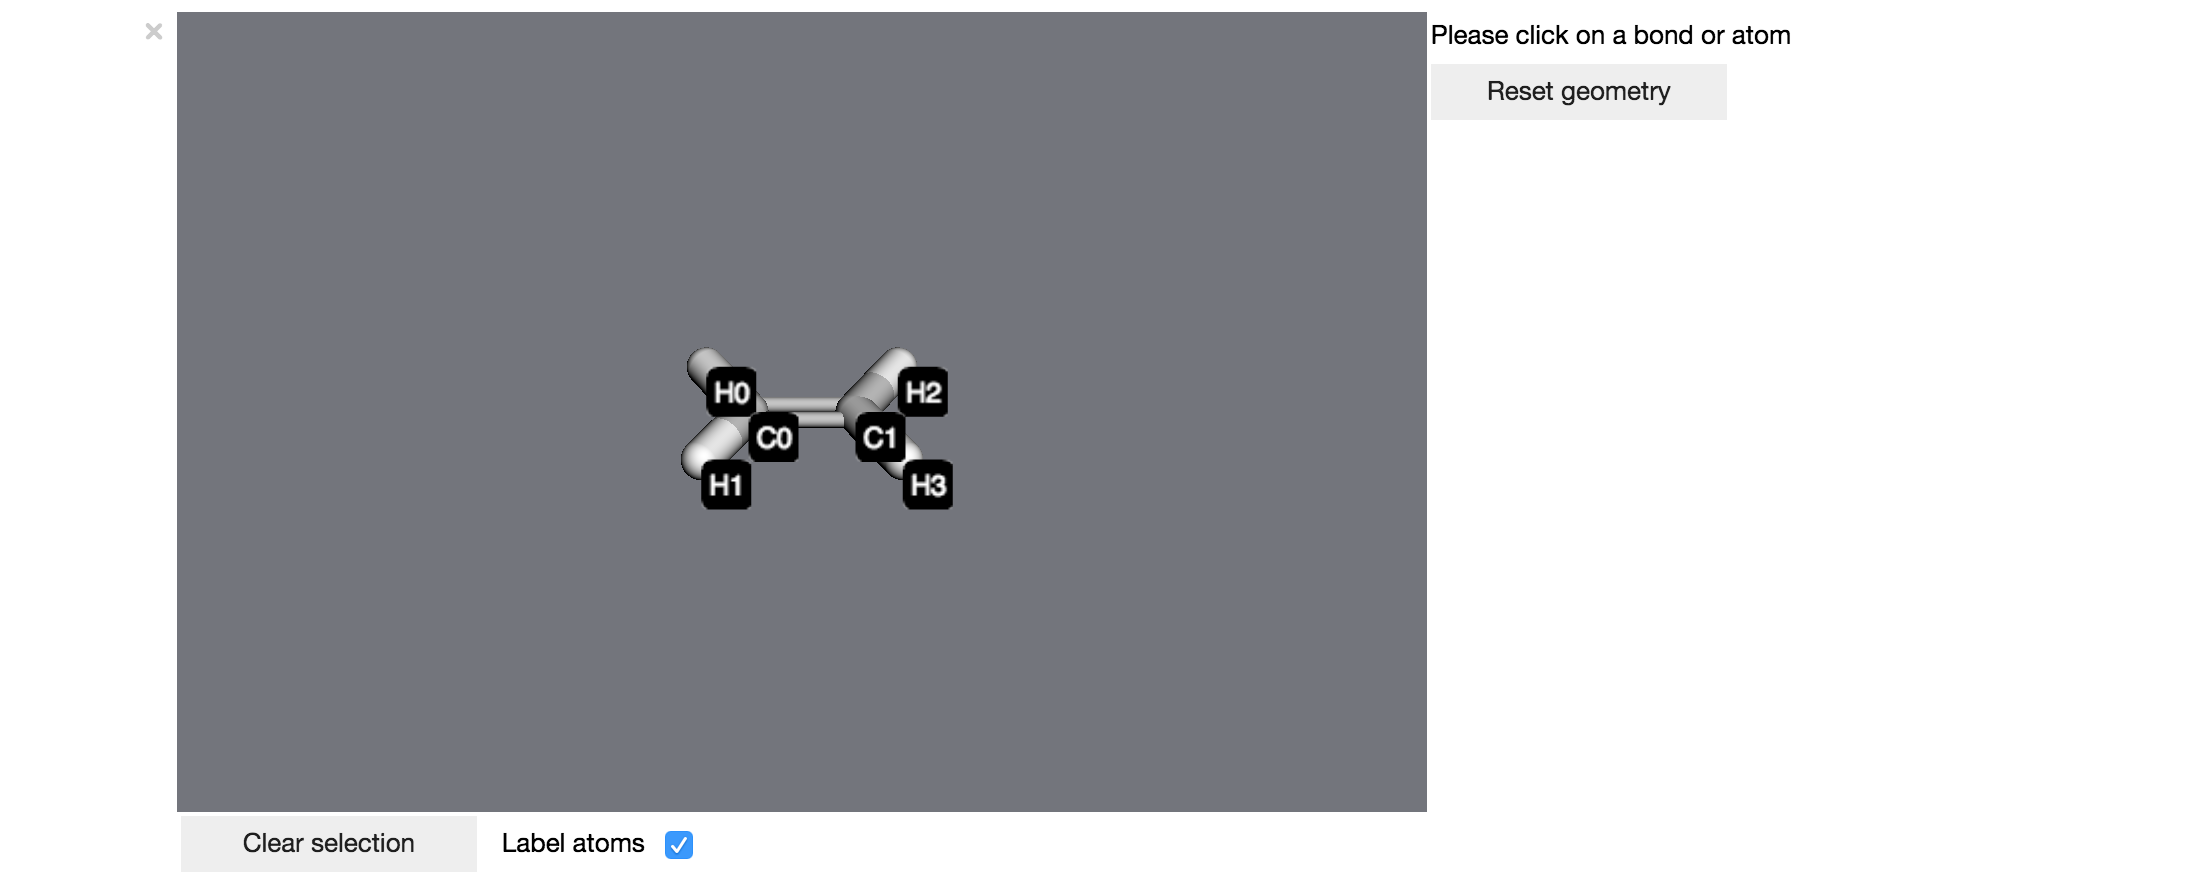 ×
Please click on a bond or atom
Reset geometry
H0
H2
C0
C1
H1
H3
Clear selection
Label atoms